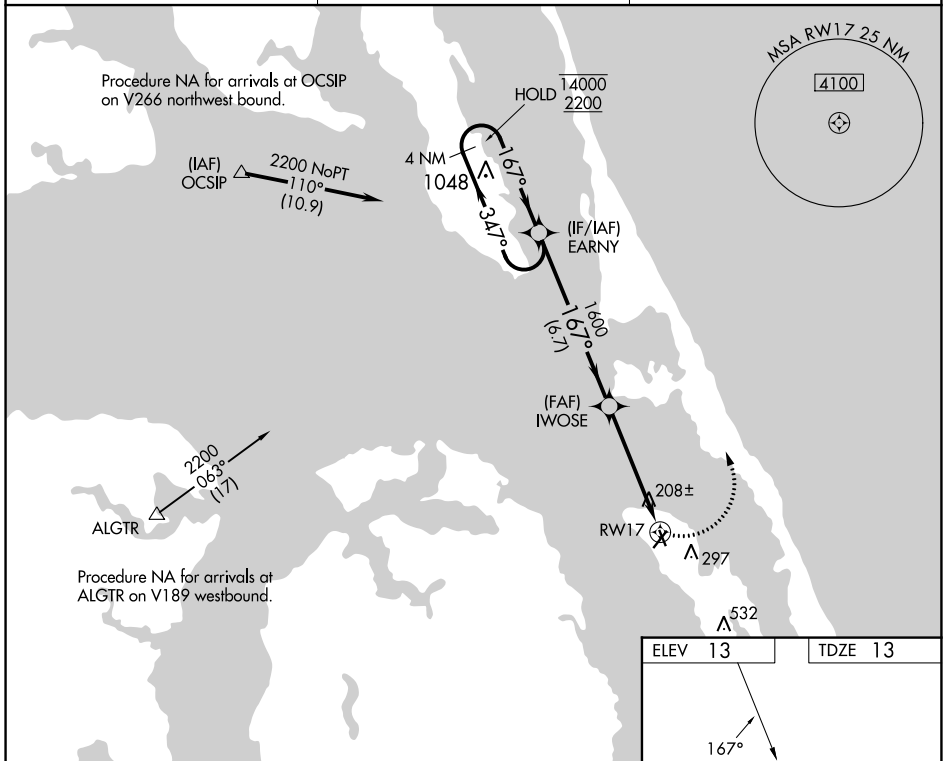 MSA RW17 25 NM
4100
Procedure NA for arrivals at OCSIP
on V266 northwest bound.
HOLD
14000
2200
(IAF)
OCSIP
2200 NoPT
110°
(10.9)
4 NM
1048
167°
347°
(IF/IAF)
EARNY
1600
167°
(6.7)
(FAF)
IWOSE
2200
063°
(17)
ALGTR
208±
RW17
297
Procedure NA for arrivals at
ALGTR on V189 westbound.
532
ELEV 13
TDZE 13
167°